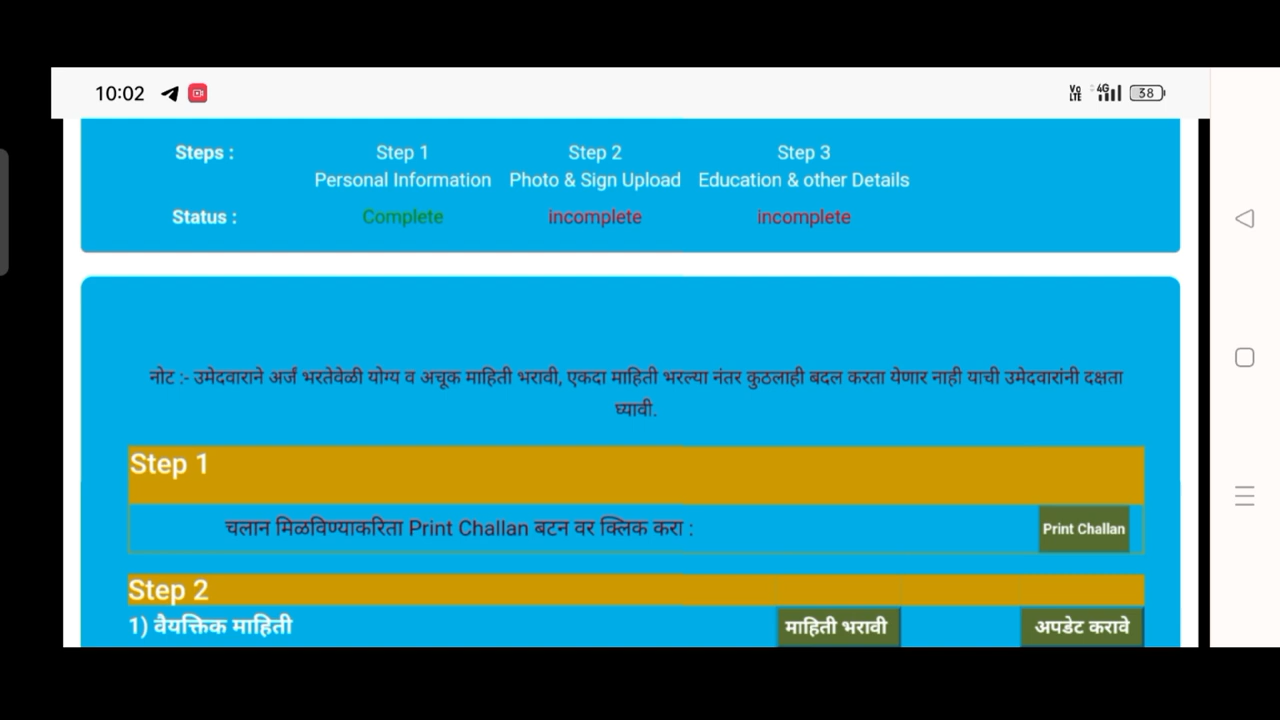 10:02 Vo LTE 4G 38
Steps : Step 1 Step 2 Step 3
Personal Information Photo & Sign Upload Education & other Details
Status : Complete incomplete incomplete
नोट :- उमेदवाराने अर्ज भरतेवेळी योग्य व अचूक माहिती भरावी, एकदा माहिती भरल्या नंतर कुठलाही बदल करता येणार नाही याची उमेदवारांनी दक्षता
घ्यावी.
Step 1
चलान मिळविण्याकरिता Print Challan बटन वर क्लिक करा : Print Challan
Step 2
1) वैयक्तिक माहिती माहिती भरावी अपडेट करावे